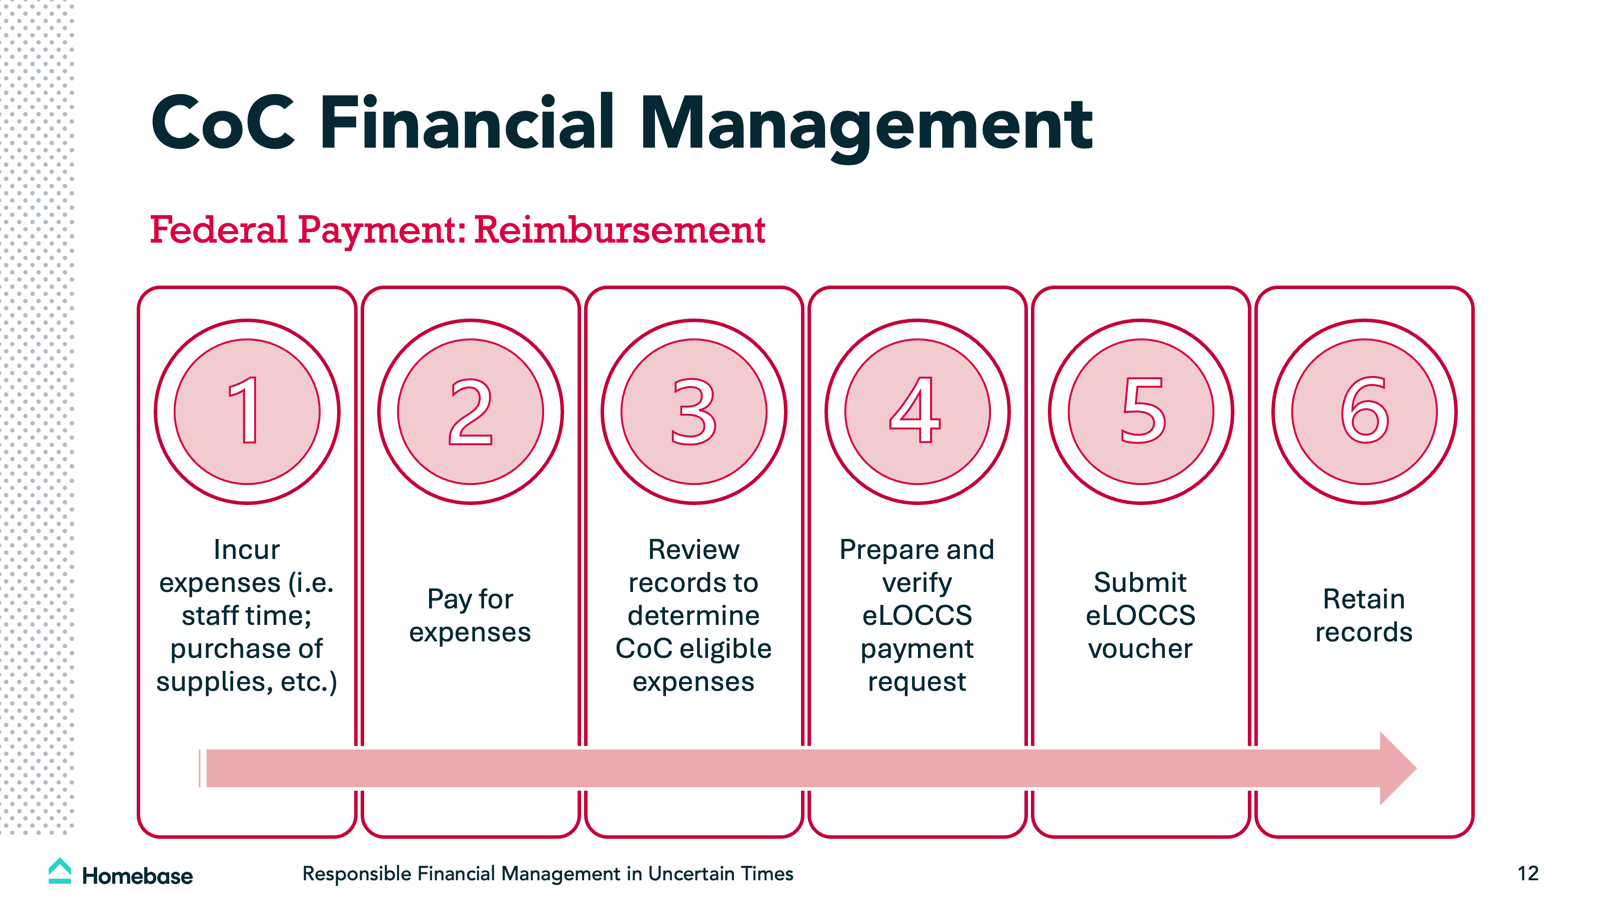 CoC Financial Management
Federal Payment: Reimbursement
1
Incur
expenses (i.e.
staff time;
purchase of
supplies, etc.)
2
Pay for
expenses
3
Review
records to
determine
CoC eligible
expenses
4
Prepare and
verify
eLOCCS
payment
request
5
Submit
eLOCCS
voucher
6
Retain
records
Homebase
Responsible Financial Management in Uncertain Times
12